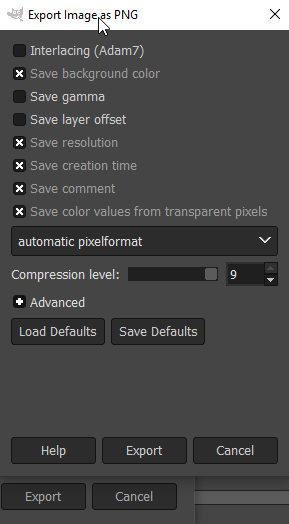 Export Image as PNG
Interlacing (Adam7)
Save background color
Save gamma
Save layer offset
Save resolution
Save creation time
Save comment
Save color values from transparent pixels
automatic pixelformat
Compression level: 9
Advanced
Load Defaults Save Defaults
Help Export Cancel
Export Cancel